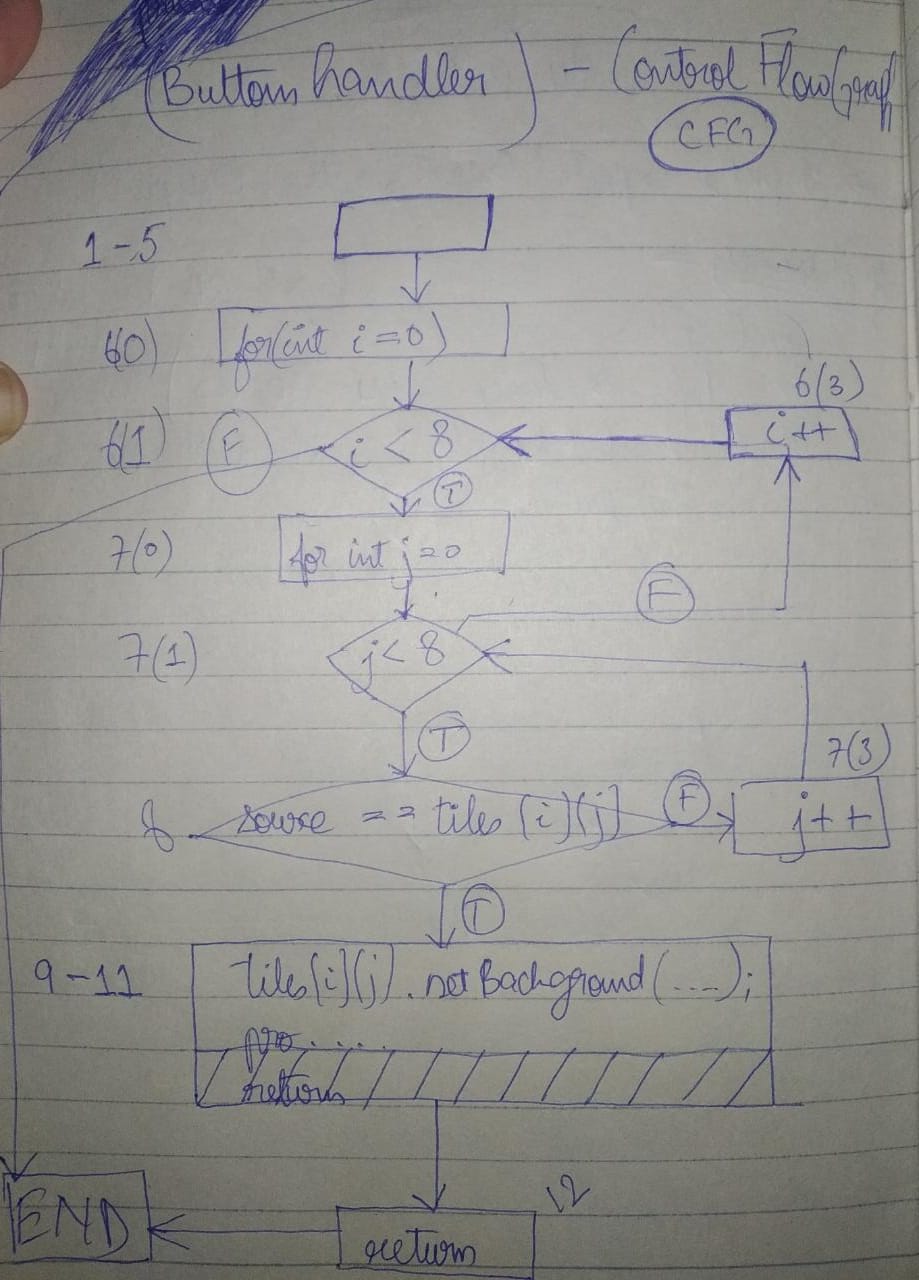 (Button handler) - Control Flow Graph
CFG
1-5
6(0) for(int i=0)
6(3)
6(1) F i < 8 i++
T
7(0) for int j=0
F
7(1) j< 8
T
7(3)
8 source == tiles [i][j] F j++
T
9-11 tiles[i][j].setBackground(....);
pro.....
return
12
END return